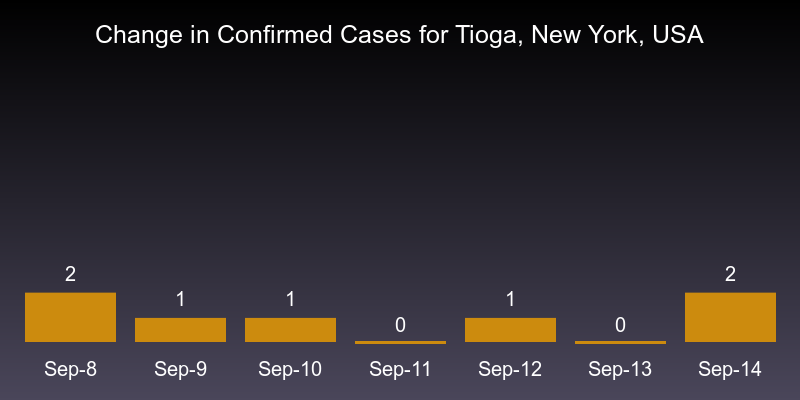 Change in Confirmed Cases for Tioga, New York, USA
2
1
1
0
1
0
2
Sep-8
Sep-9
Sep-10
Sep-11
Sep-12
Sep-13
Sep-14